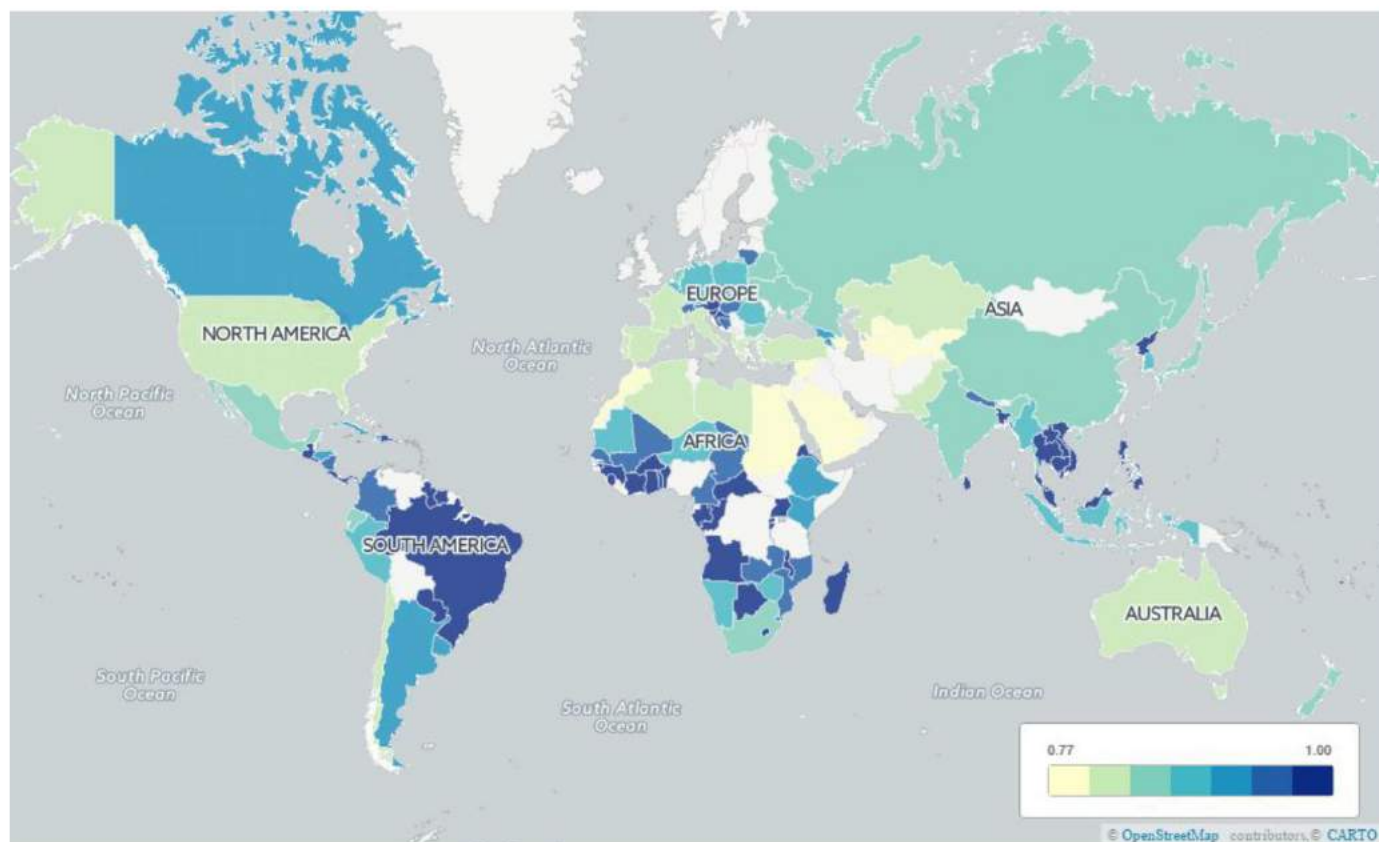 NORTH AMERICA
EUROPE
ASIA
North Atlantic
Ocean
North Pacific
Ocean
AFRICA
SOUTH AMERICA
AUSTRALIA
South Pacific
Ocean
South Atlantic
Ocean
Indian Ocean
0.77 1.00
© OpenStreetMap contributors, © CARTO